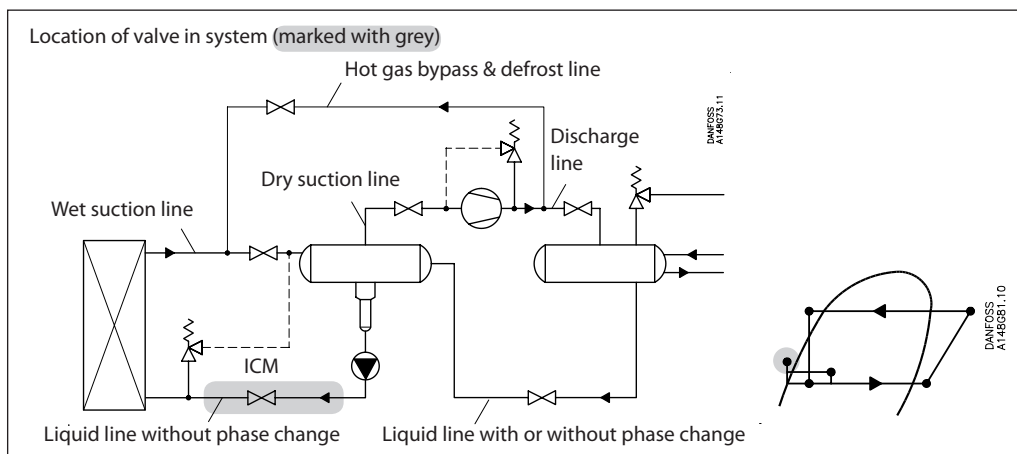 Location of valve in system (marked with grey)
Hot gas bypass & defrost line
DANFOSS
A148G73.11
Discharge
line
Dry suction line
Wet suction line
DANFOSS
A148G81.10
ICM
Liquid line without phase change
Liquid line with or without phase change